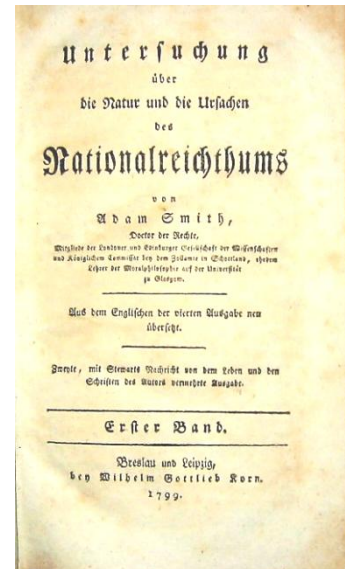 Untersuchung
über
die Natur und die Ursachen
des
Nationalreichthums
von
Adam Smith,
Doctor der Rechte,
Mitgliede der Londner und Edinburger Gesellschaft der Wissenschaften
und Königlichem Commissär bey dem Zollamte in Schottland, ehedem
Lehrer der Moralphilosophie auf der Universität
zu Glasgow.
Aus dem Englischen der vierten Ausgabe neu
übersetzt.
Zweyte, mit Stewarts Nachricht von dem Leben und den
Schriften des Autors vermehrte Ausgabe.
Erster Band.
Breslau und Leipzig,
bey Wilhelm Gottlieb Korn.
1799.